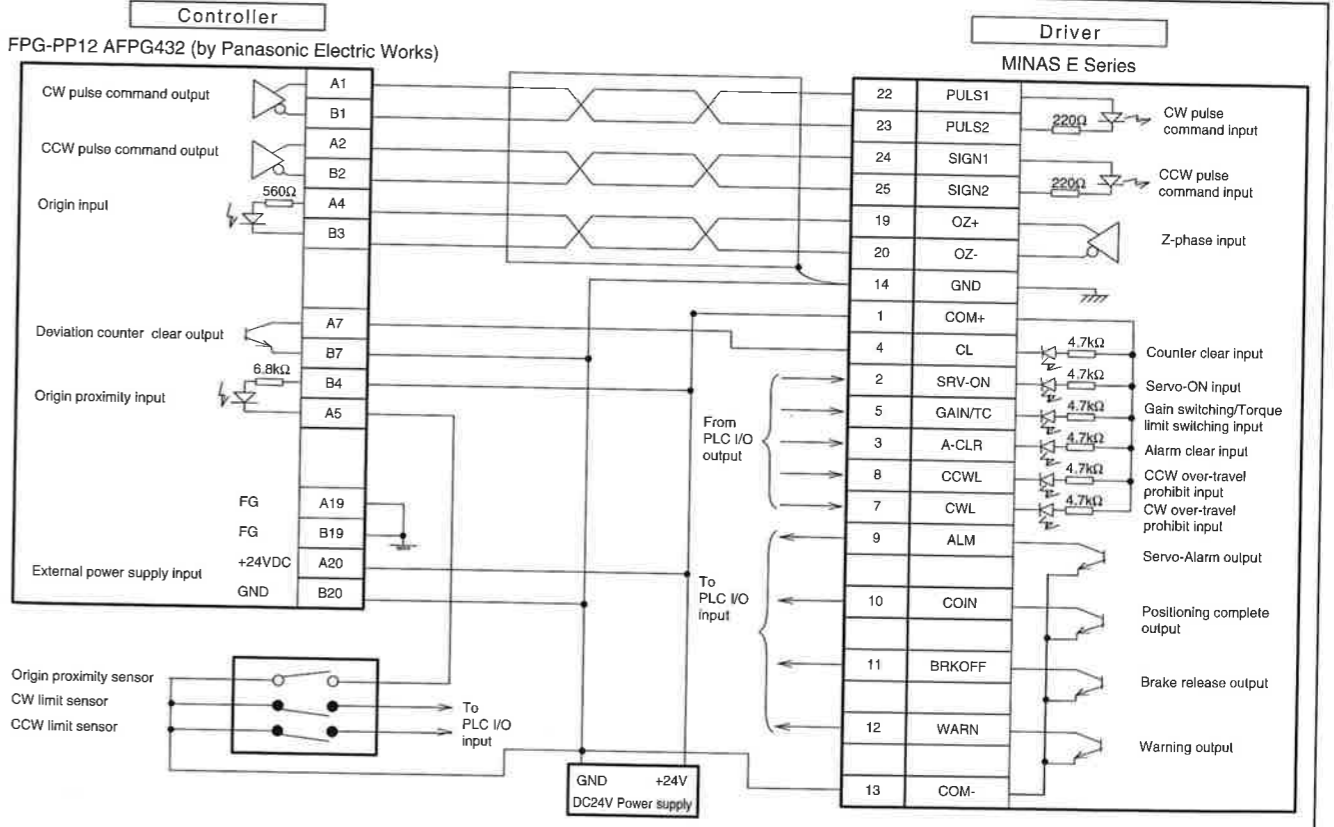 Controller
FPG-PP12 AFPG432 (by Panasonic Electric Works)
CW pulse command output
A1
B1
CCW pulse command output
A2
B2
Origin input
560Ω
A4
B3
Deviation counter clear output
A7
B7
Origin proximity input
6.8kΩ
B4
A5
FG
A19
FG
B19
External power supply input
+24VDC
A20
GND
B20
Origin proximity sensor
CW limit sensor
CCW limit sensor
To
PLC I/O
input
GND
+24V
DC24V Power supply
From
PLC I/O
output
To
PLC I/O
input
Driver
MINAS E Series
22
PULS1
23
PULS2
220Ω
CW pulse
command input
24
SIGN1
25
SIGN2
220Ω
CCW pulse
command input
19
OZ+
20
OZ-
Z-phase input
14
GND
1
COM+
4
CL
4.7kΩ
Counter clear input
2
SRV-ON
4.7kΩ
Servo-ON input
5
GAIN/TC
4.7kΩ
Gain switching/Torque
limit switching input
3
A-CLR
4.7kΩ
Alarm clear input
8
CCWL
4.7kΩ
CCW over-travel
prohibit input
7
CWL
4.7kΩ
CW over-travel
prohibit input
9
ALM
Servo-Alarm output
10
COIN
Positioning complete
output
11
BRKOFF
Brake release output
12
WARN
Warning output
13
COM-